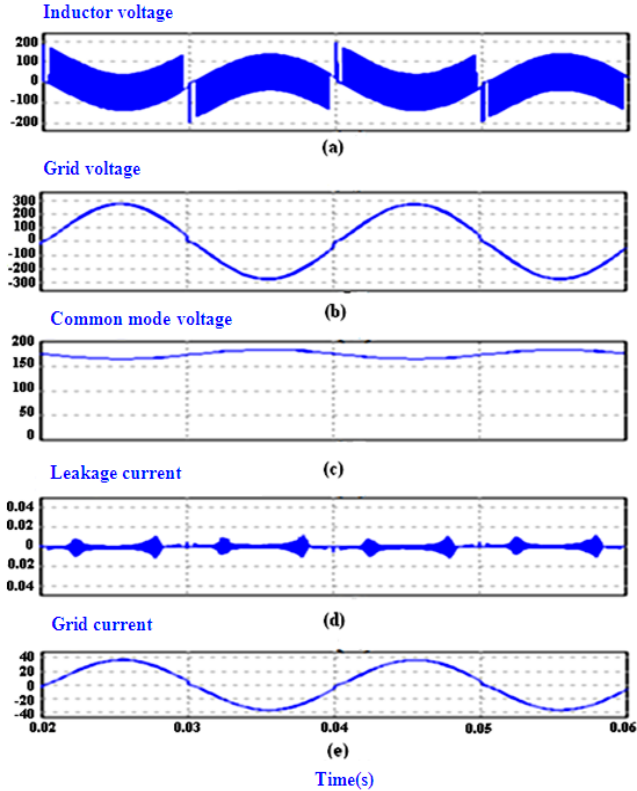 Inductor voltage
200
100
0
-100
-200
(a)
Grid voltage
300
200
100
0
-100
-200
-300
(b)
Common mode voltage
200
150
100
50
0
(c)
Leakage current
0.04
0.02
0
0.02
0.04
(d)
Grid current
40
20
0
-20
-40
0.02 0.03 0.04 0.05 0.06
(e)
Time(s)